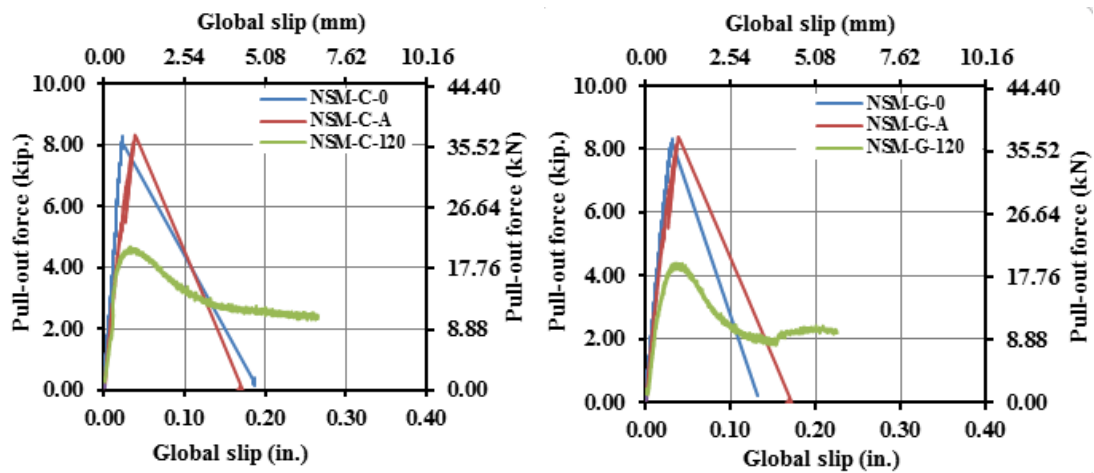 Global slip (mm)
0.00 2.54 5.08 7.62 10.16
10.00
8.00
6.00
4.00
2.00
0.00
Pull-out force (kip.)
NSM-C-0
NSM-C-A
NSM-C-120
44.40
35.52
26.64
17.76
8.88
0.00
Pull-out force (kN)
0.00 0.10 0.20 0.30 0.40
Global slip (in.)
Global slip (mm)
0.00 2.54 5.08 7.62 10.16
10.00
8.00
6.00
4.00
2.00
0.00
Pull-out force (kip.)
NSM-G-0
NSM-G-A
NSM-G-120
44.40
35.52
26.64
17.76
8.88
0.00
Pull-out force (kN)
0.00 0.10 0.20 0.30 0.40
Global slip (in.)